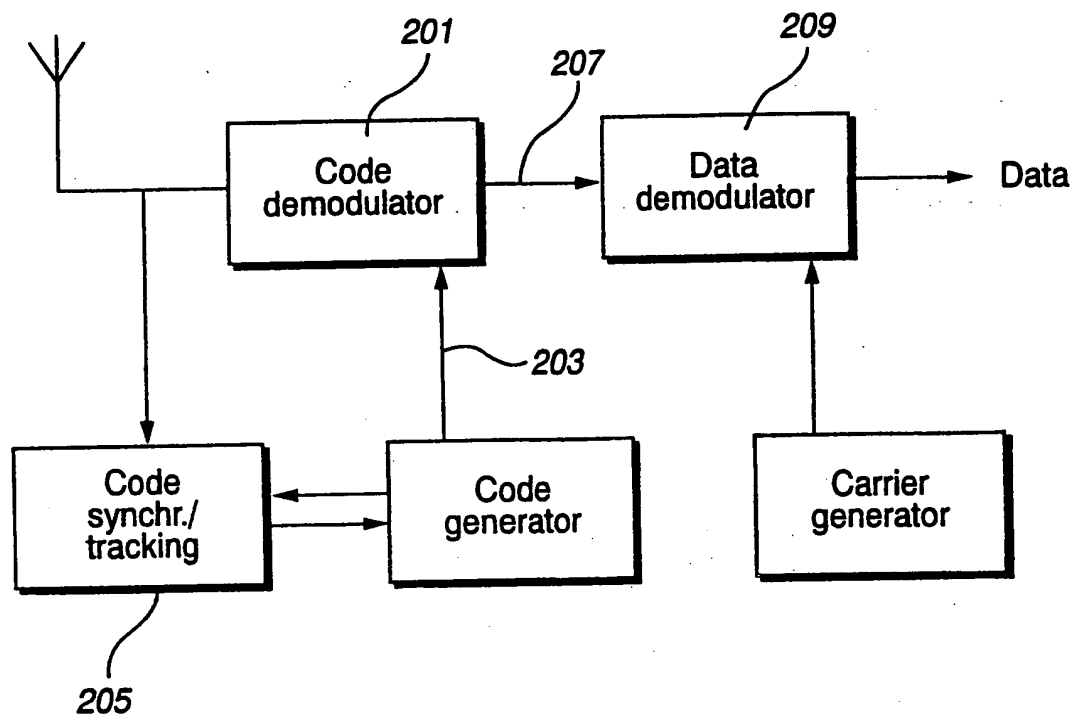 201
207
209
Code
demodulator
Data
demodulator
Data
203
Code
synchr./
tracking
Code
generator
Carrier
generator
205